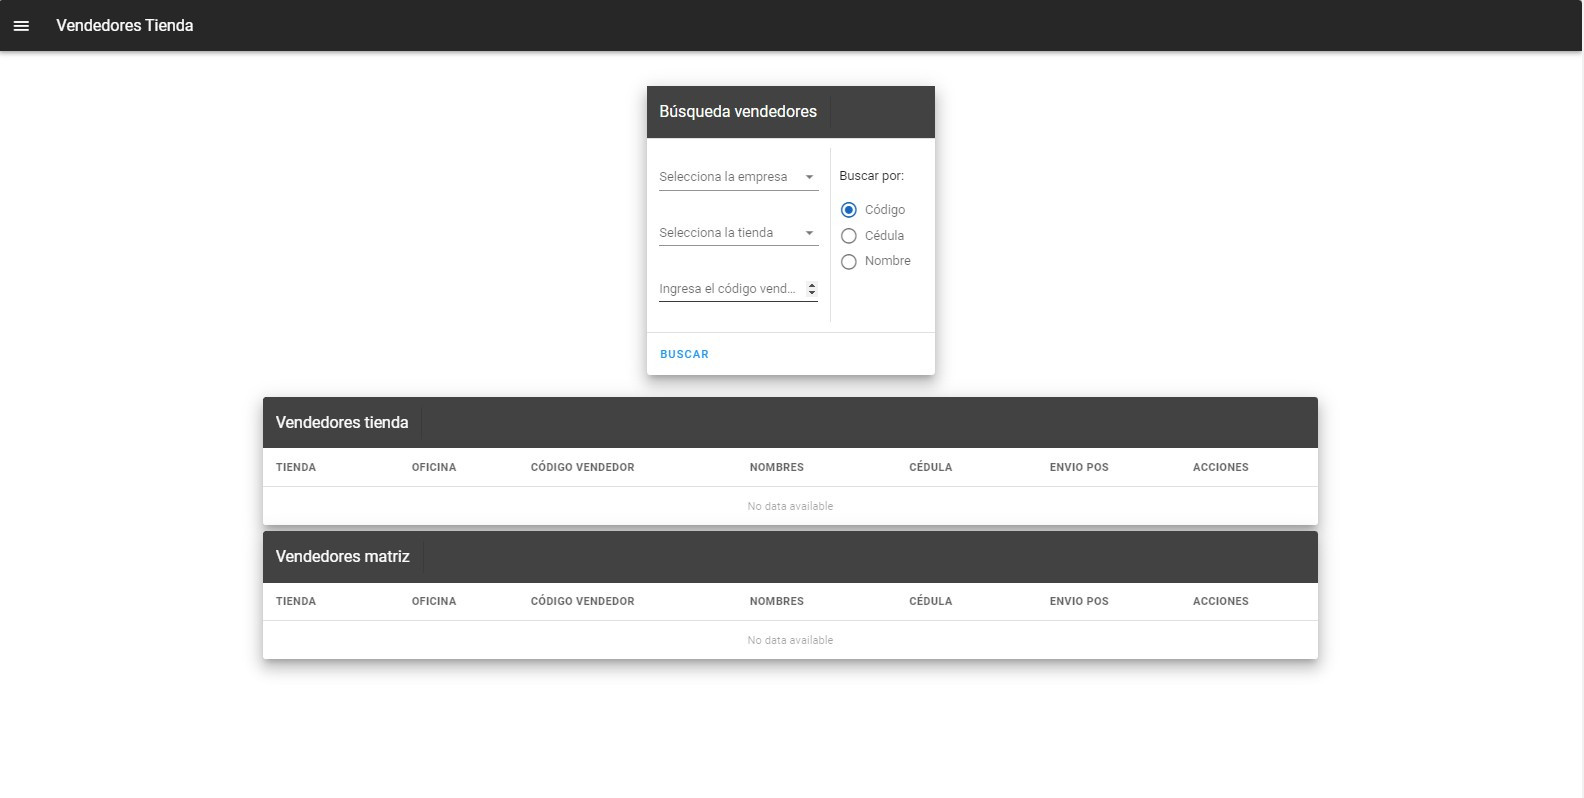 Vendedores Tienda
Búsqueda vendedores
Selecciona la empresa
Selecciona la tienda
Ingresa el código vend...
Buscar por:
Código
Cédula
Nombre
BUSCAR
Vendedores tienda
TIENDA OFICINA CÓDIGO VENDEDOR NOMBRES CÉDULA ENVIO POS ACCIONES
No data available
Vendedores matriz
TIENDA OFICINA CÓDIGO VENDEDOR NOMBRES CÉDULA ENVIO POS ACCIONES
No data available